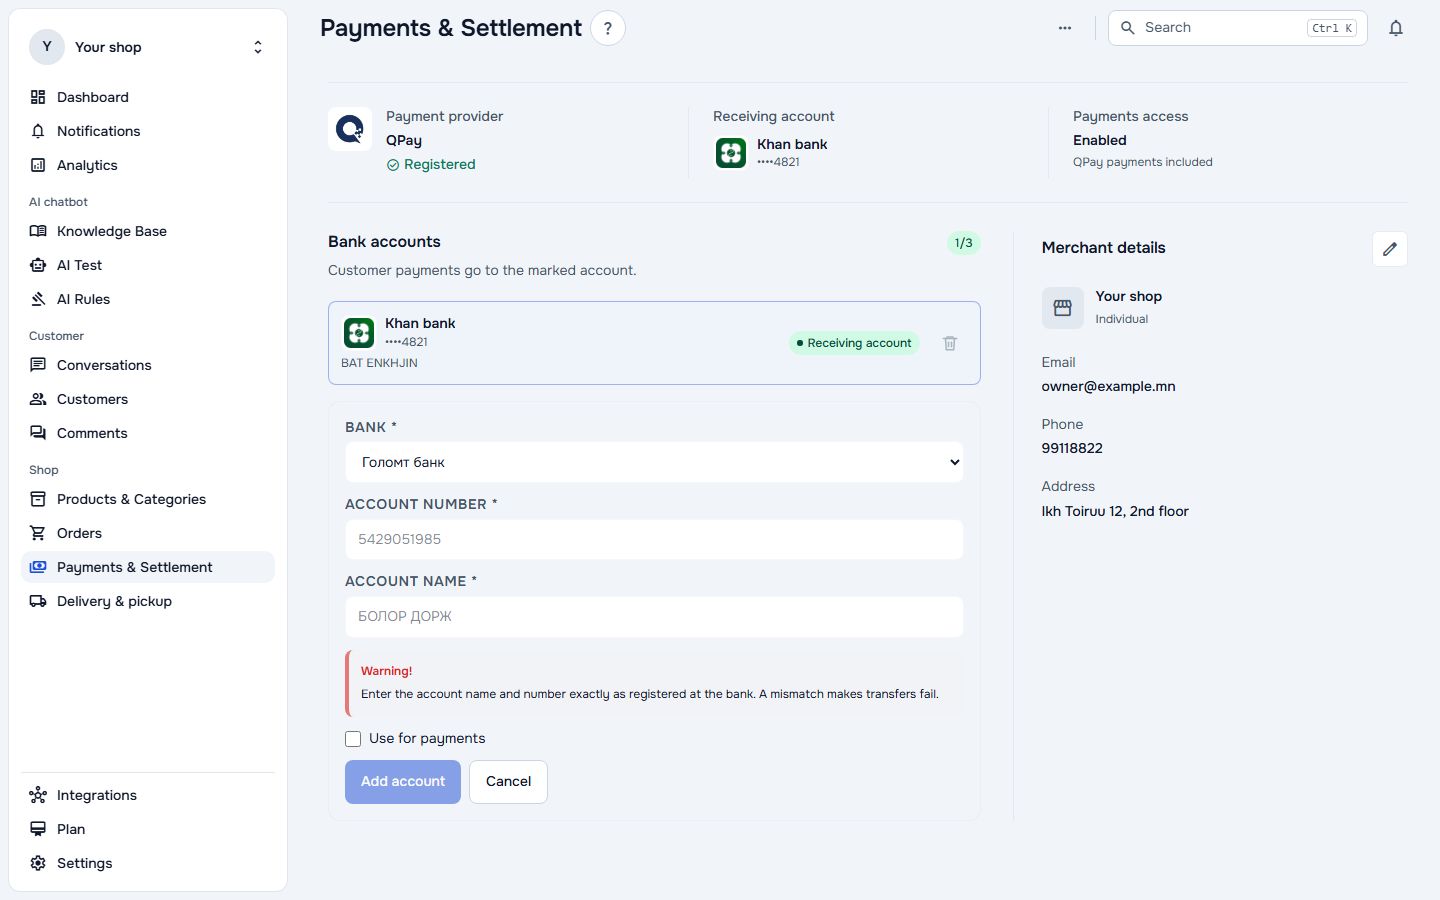 Y Your shop
Dashboard
Notifications
Analytics
AI chatbot
Knowledge Base
AI Test
AI Rules
Customer
Conversations
Customers
Comments
Shop
Products & Categories
Orders
Payments & Settlement
Delivery & pickup
Integrations
Plan
Settings
Payments & Settlement ?
Search Ctrl K
Payment provider
QPay
Registered
Receiving account
Khan bank
••••4821
Payments access
Enabled
QPay payments included
Bank accounts 1/3
Customer payments go to the marked account.
Khan bank
••••4821
BAT ENKHJIN
Receiving account
BANK *
Голомт банк
ACCOUNT NUMBER *
5429051985
ACCOUNT NAME *
БОЛОР ДОРЖ
Warning!
Enter the account name and number exactly as registered at the bank. A mismatch makes transfers fail.
Use for payments
Add account Cancel
Merchant details
Your shop
Individual
Email
owner@example.mn
Phone
99118822
Address
Ikh Toiruu 12, 2nd floor